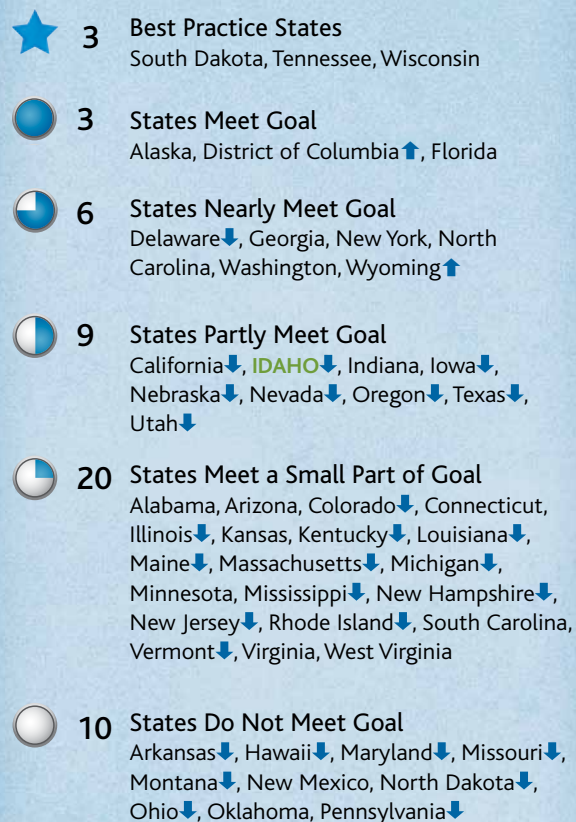 3 Best Practice States
South Dakota, Tennessee, Wisconsin
3 States Meet Goal
Alaska, District of Columbia⬆, Florida
6 States Nearly Meet Goal
Delaware⬇, Georgia, New York, North
Carolina, Washington, Wyoming⬆
9 States Partly Meet Goal
California⬇, IDAHO⬇, Indiana, Iowa⬇,
Nebraska⬇, Nevada⬇, Oregon⬇, Texas⬇,
Utah⬇
20 States Meet a Small Part of Goal
Alabama, Arizona, Colorado⬇, Connecticut,
Illinois⬇, Kansas, Kentucky⬇, Louisiana⬇,
Maine⬇, Massachusetts⬇, Michigan⬇,
Minnesota, Mississippi⬇, New Hampshire⬇,
New Jersey⬇, Rhode Island⬇, South Carolina,
Vermont⬇, Virginia, West Virginia
10 States Do Not Meet Goal
Arkansas⬇, Hawaii⬇, Maryland⬇, Missouri⬇,
Montana⬇, New Mexico, North Dakota⬇,
Ohio⬇, Oklahoma, Pennsylvania⬇